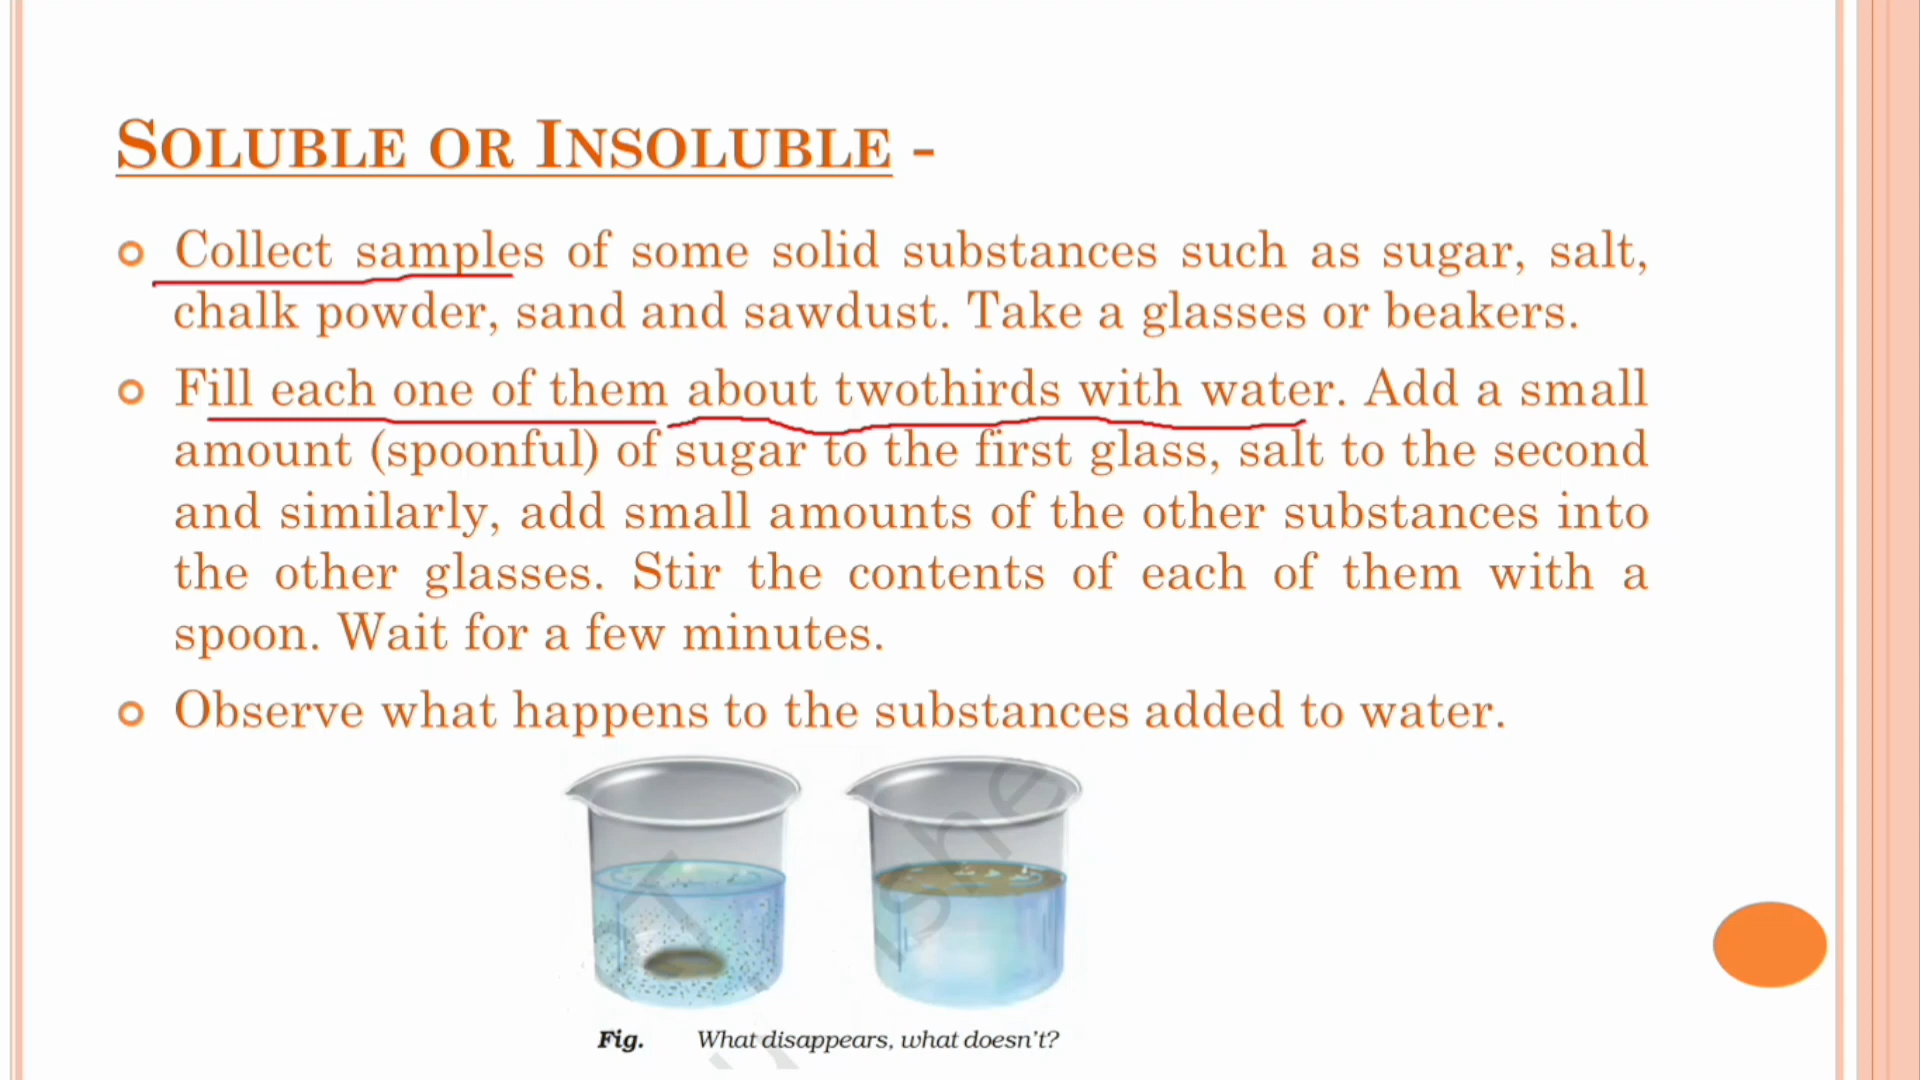 SOLUBLE OR INSOLUBLE -
Collect samples of some solid substances such as sugar, salt,
chalk powder, sand and sawdust. Take a glasses or beakers.
Fill each one of them about twothirds with water. Add a small
amount (spoonful) of sugar to the first glass, salt to the second
and similarly, add small amounts of the other substances into
the other glasses. Stir the contents of each of them with a
spoon. Wait for a few minutes.
Observe what happens to the substances added to water.
Fig. What disappears, what doesn't?